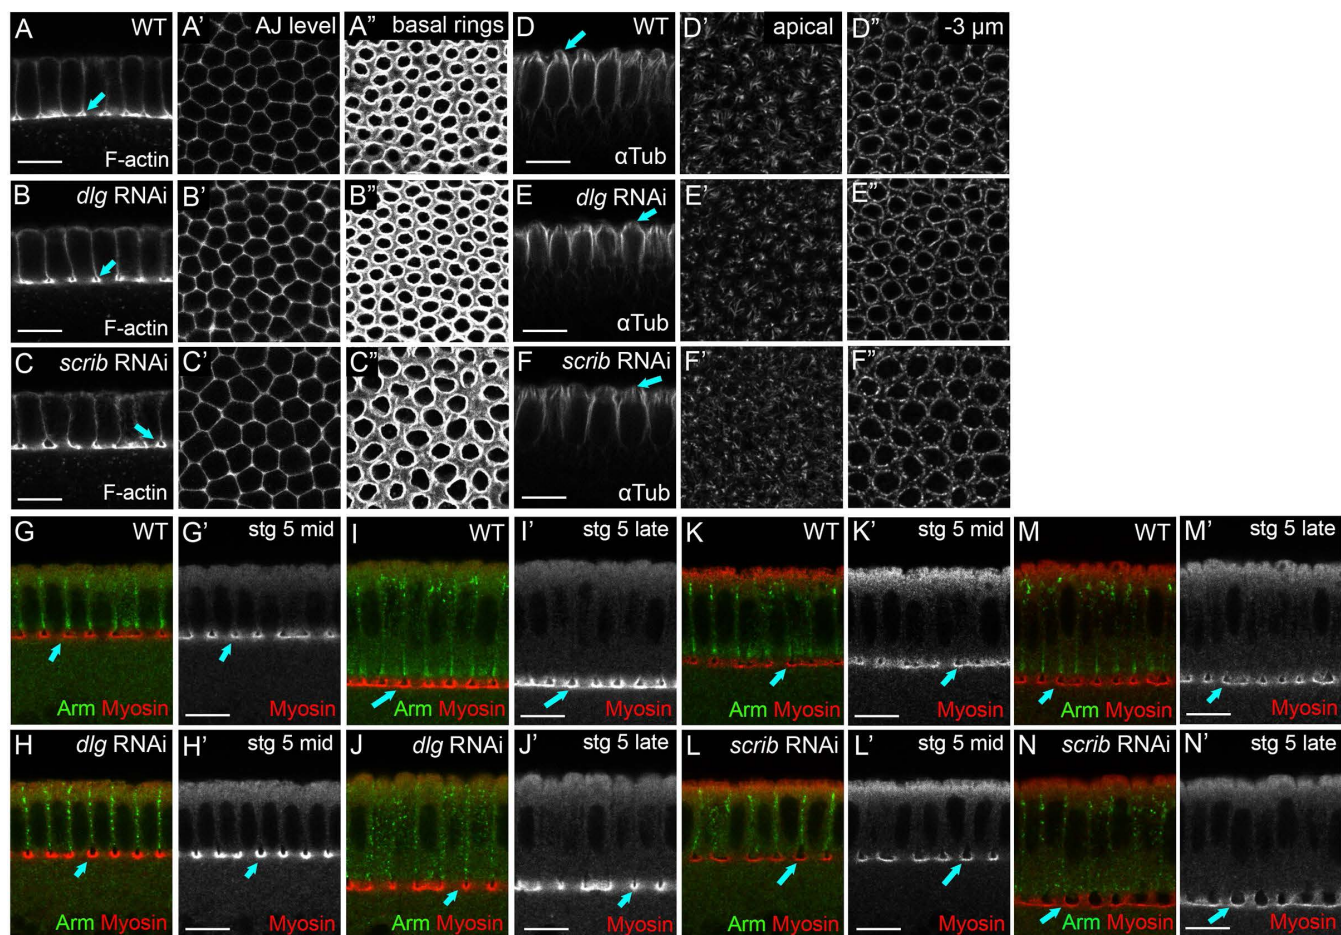 A WT
A' AJ level
A" basal rings
D WT
D' apical
D" -3 µm
F-actin
αTub
B dlg RNAi
B'
B"
E dlg RNAi
E'
E"
F-actin
αTub
C scrib RNAi
C'
C"
F scrib RNAi
F'
F"
F-actin
αTub
G WT
G' stg 5 mid
I WT
I' stg 5 late
K WT
K' stg 5 mid
M WT
M' stg 5 late
Arm Myosin
Myosin
Arm Myosin
Myosin
Arm Myosin
Myosin
Arm Myosin
Myosin
H dlg RNAi
H' stg 5 mid
J dlg RNAi
J' stg 5 late
L scrib RNAi
L' stg 5 mid
N scrib RNAi
N' stg 5 late
Arm Myosin
Myosin
Arm Myosin
Myosin
Arm Myosin
Myosin
Arm Myosin
Myosin